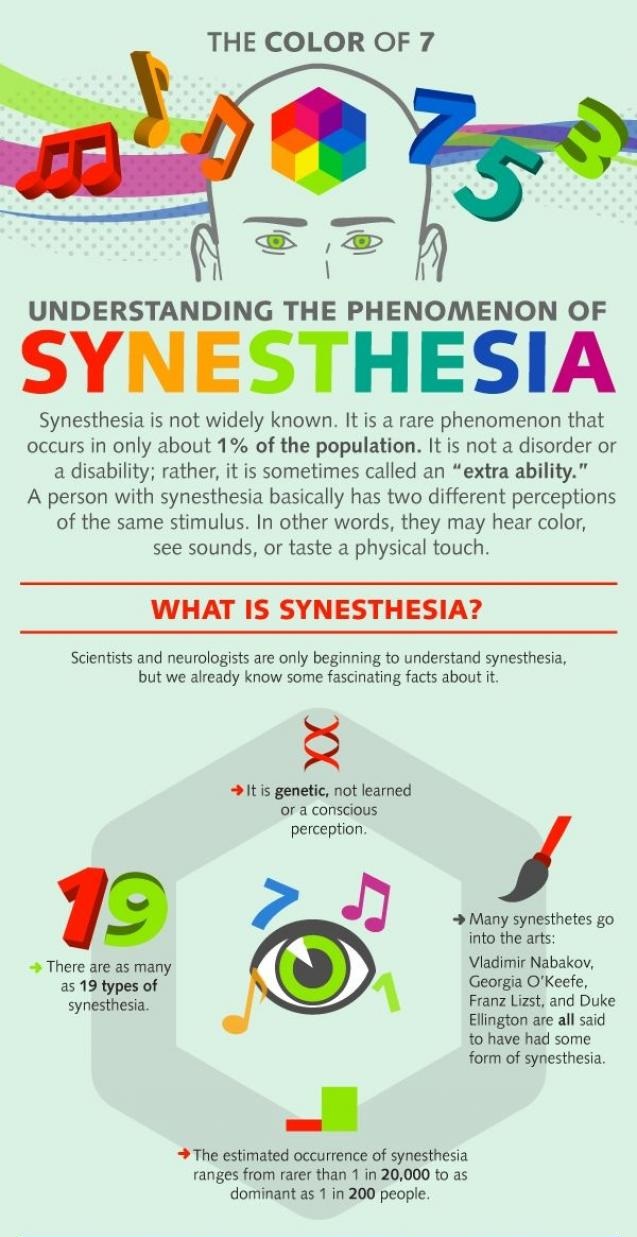 THE COLOR OF 7
7
5
3
UNDERSTANDING THE PHENOMENON OF
SYNESTHESIA
Synesthesia is not widely known. It is a rare phenomenon that
occurs in only about 1% of the population. It is not a disorder or
a disability; rather, it is sometimes called an “extra ability.”
A person with synesthesia basically has two different perceptions
of the same stimulus. In other words, they may hear color,
see sounds, or taste a physical touch.
WHAT IS SYNESTHESIA?
Scientists and neurologists are only beginning to understand synesthesia,
but we already know some fascinating facts about it.
It is genetic, not learned
or a conscious
perception.
19
There are as many
as 19 types of
synesthesia.
7
1
Many synesthetes go
into the arts:
Vladimir Nabakov,
Georgia O'Keefe,
Franz Lizst, and Duke
Ellington are all said
to have had some
form of synesthesia.
The estimated occurrence of synesthesia
ranges from rarer than 1 in 20,000 to as
dominant as 1 in 200 people.